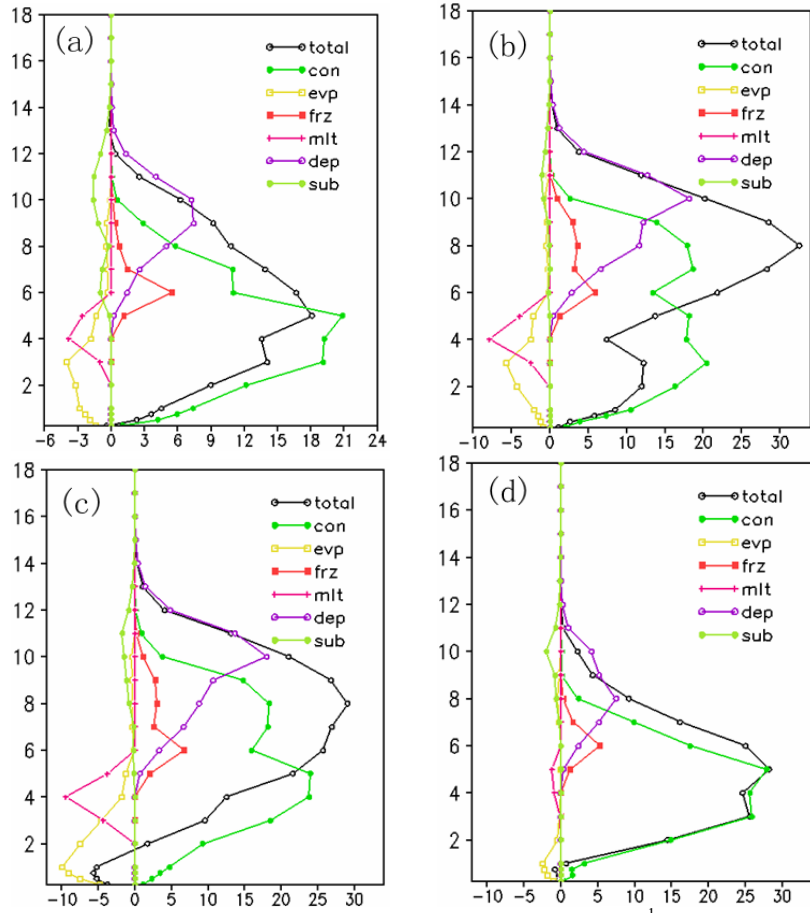 (a)
total
con
evp
frz
mlt
dep
sub
18
16
14
12
10
8
6
4
2
-6 -3 0 3 6 9 12 15 18 21 24
(b)
total
con
evp
frz
mlt
dep
sub
18
16
14
12
10
8
6
4
2
-10 -5 0 5 10 15 20 25 30
(c)
total
con
evp
frz
mlt
dep
sub
18
16
14
12
10
8
6
4
2
-10 -5 0 5 10 15 20 25 30
(d)
total
con
evp
frz
mlt
dep
sub
18
16
14
12
10
8
6
4
2
-10 -5 0 5 10 15 20 25 30